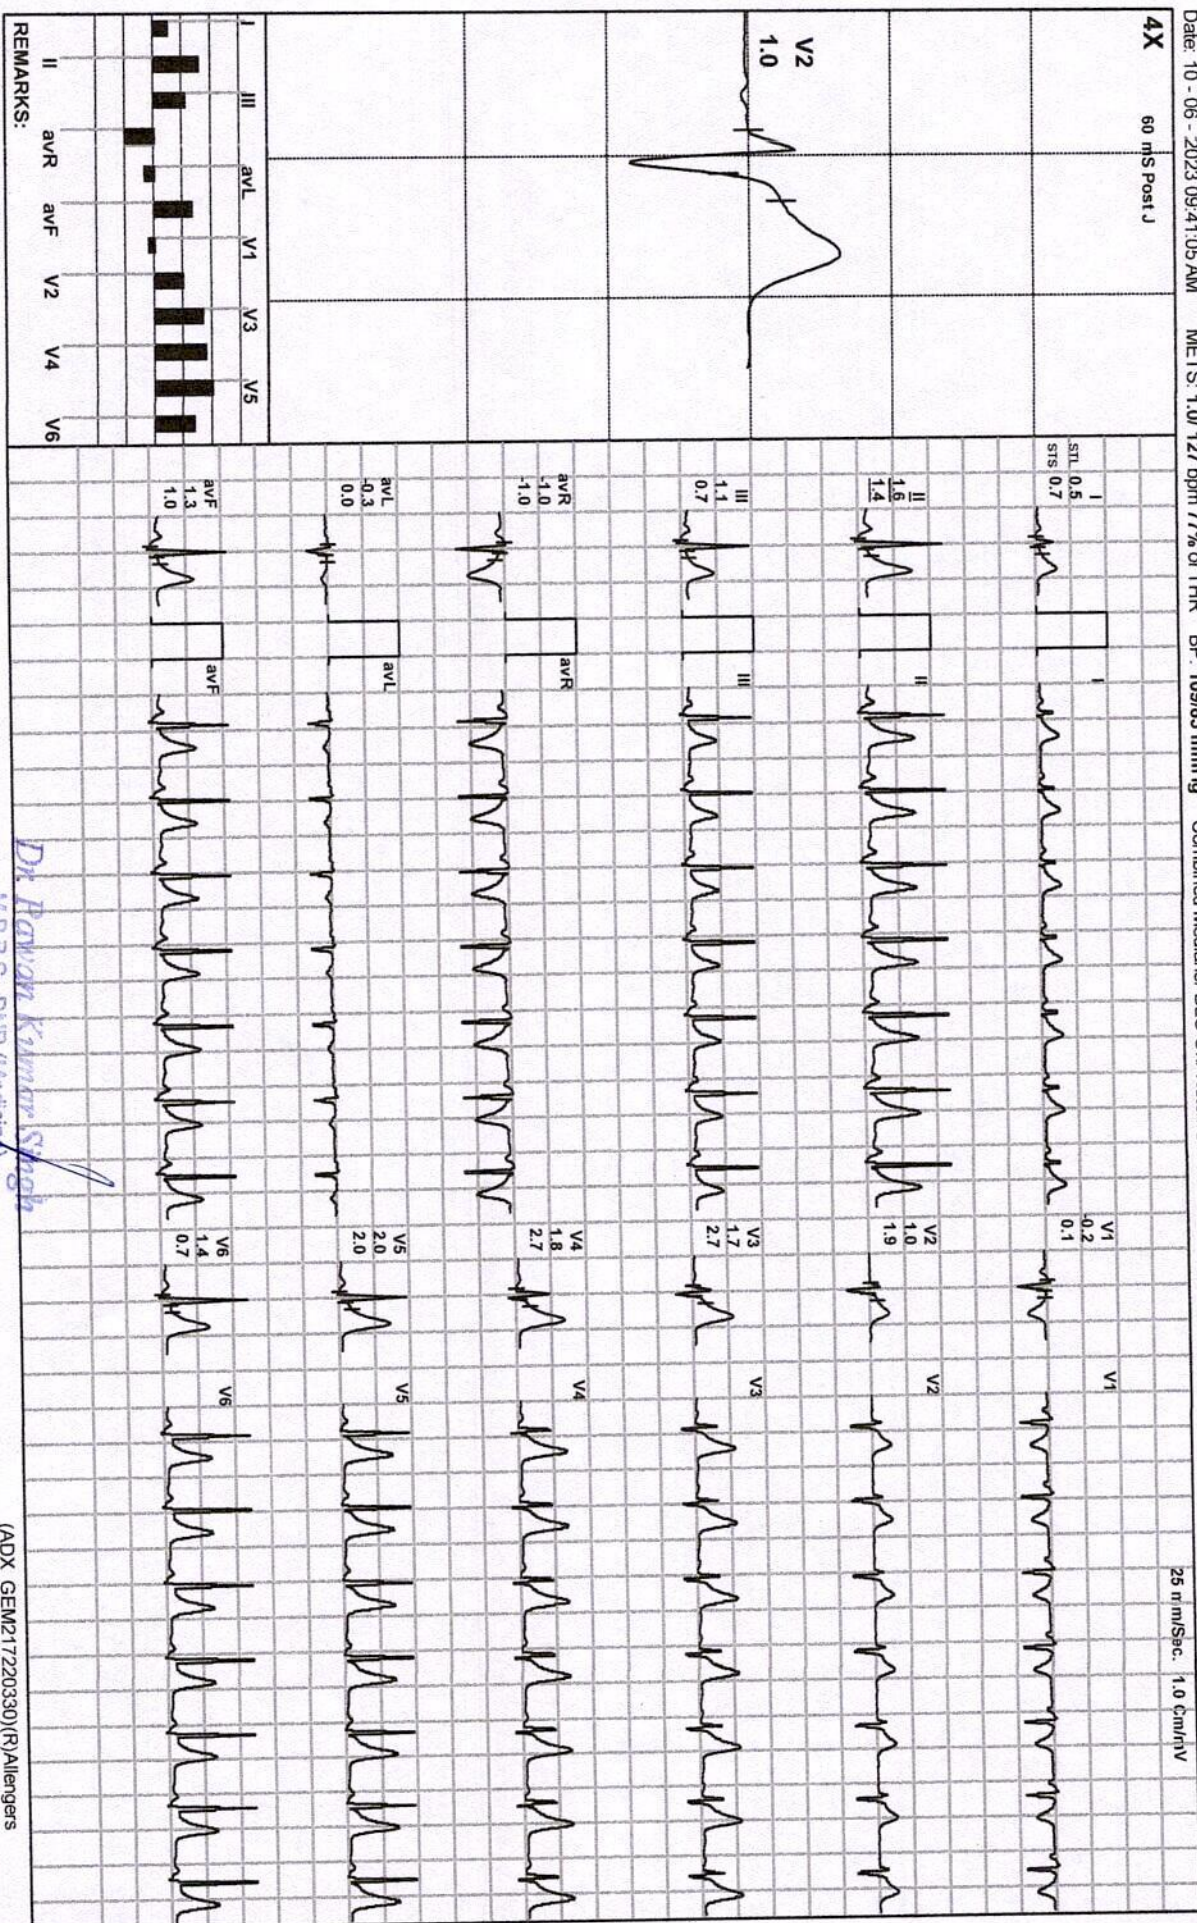 Date: 10 - 06 - 2023 09:41:05 AM METS: 1.0/ 127 bpm 77% of THR BP:
4X 60 mS Post J
25 mm/Sec. 1.0 Cm/mV
V2
1.0
I
STL 0.5
STS 0.7
I
V1
-0.2
0.1
V1
II
1.6
1.4
II
V2
1.0
1.9
V2
III
1.1
0.7
III
V3
1.7
2.7
V3
avR
-1.0
-1.0
avR
V4
1.8
2.7
V4
avL
-0.3
0.0
avL
V5
2.0
2.0
V5
avF
1.3
1.0
avF
V6
1.4
0.7
V6
I III avL V1 V3 V5
II avR avF V2 V4 V6
REMARKS:
Dr. Pawan Kumar Singh
(ADX_GEM217220330)(R)Allengers